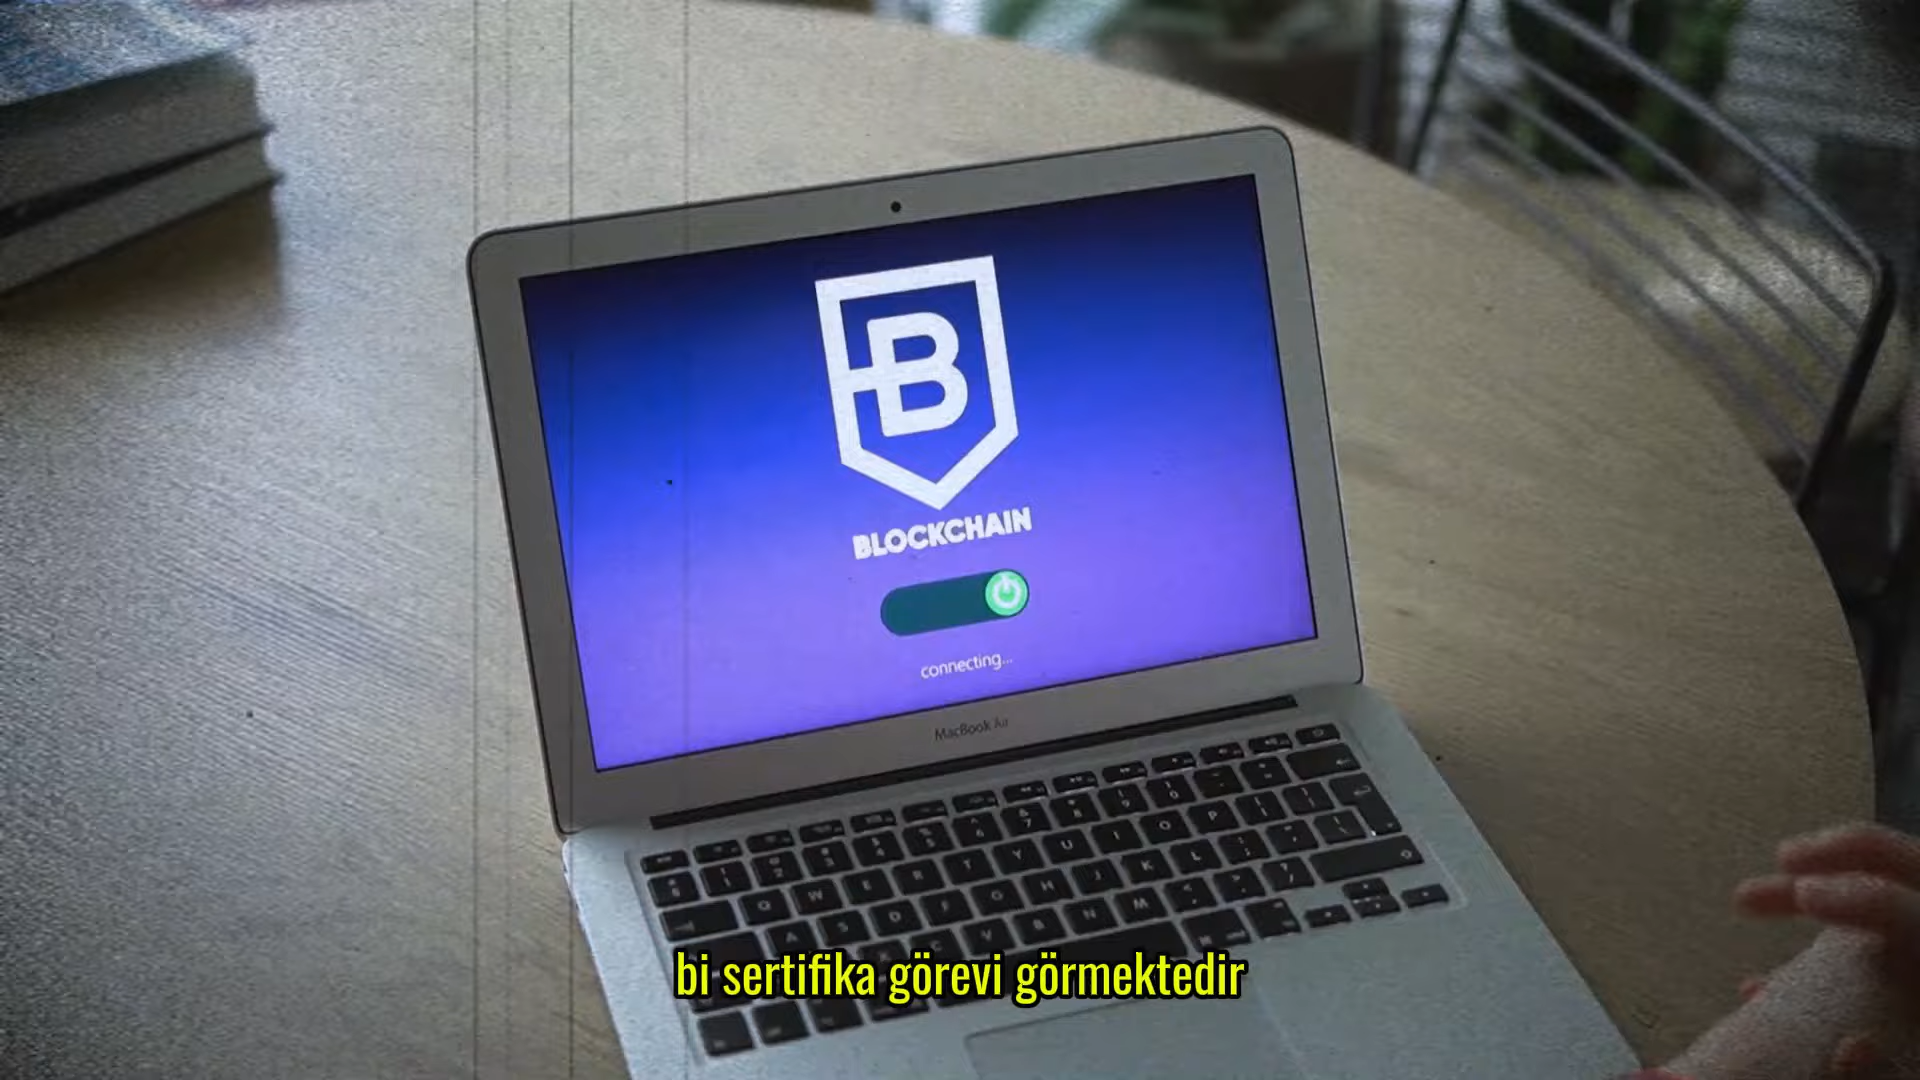 B
BLOCKCHAIN
connecting...
MacBook Air
Q W E R T Y U I O P
A S D F G H J K L
C V B N M
bi sertifika görevi görmektedir